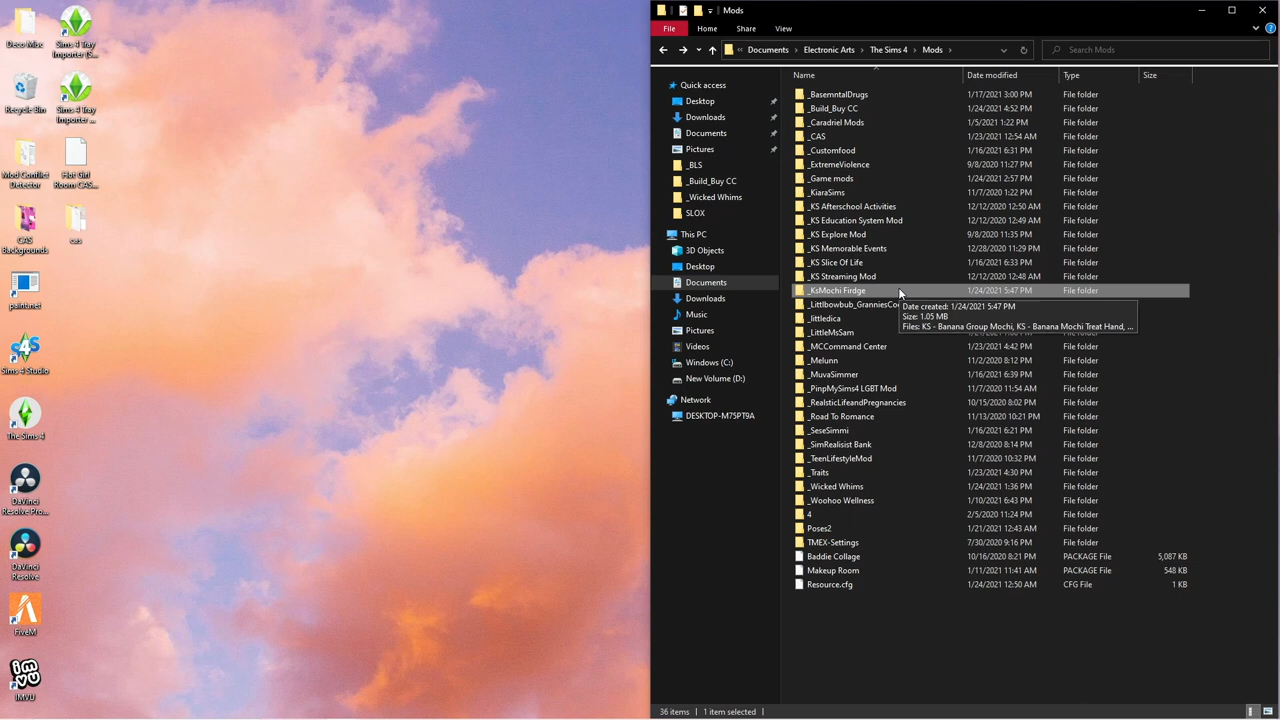 Deco Misc
Sims 4 Tray
Importer (S...
Recycle Bin
Sims 4 Tray
Importer ...
Mod Conflict
Detector
Hot Girl
Room CAS...
CAS
Backgrounds
cas
paint.net
Sims 4 Studio
The Sims 4
DaVinci
Resolve Pro...
DaVinci
Resolve
FiveM
IMVU
Mods
File Home Share View
Documents Electronic Arts The Sims 4 Mods
Search Mods
Quick access
Desktop
Downloads
Documents
Pictures
_BLS
_Build_Buy CC
_Wicked Whims
SLOX
This PC
3D Objects
Desktop
Documents
Downloads
Music
Pictures
Videos
Windows (C:)
New Volume (D:)
Network
DESKTOP-M75PT9A
Name Date modified Type Size
_BasemntalDrugs 1/17/2021 3:00 PM File folder
_Build_Buy CC 1/24/2021 4:52 PM File folder
_Caradriel Mods 1/5/2021 1:22 PM File folder
_CAS 1/23/2021 12:54 AM File folder
_Customfood 1/16/2021 6:31 PM File folder
_ExtremeViolence 9/8/2020 11:27 PM File folder
_Game mods 1/24/2021 2:57 PM File folder
_KiaraSims 11/7/2020 1:22 PM File folder
_KS Afterschool Activities 12/12/2020 12:50 AM File folder
_KS Education System Mod 12/12/2020 12:49 AM File folder
_KS Explore Mod 9/8/2020 11:35 PM File folder
_KS Memorable Events 12/28/2020 11:29 PM File folder
_KS Slice Of Life 1/16/2021 6:33 PM File folder
_KS Streaming Mod 12/12/2020 12:48 AM File folder
_KsMochi Firdge 1/24/2021 5:47 PM File folder
_Littlbowbub_GranniesCo
Date created: 1/24/2021 5:47 PM
Size: 1.05 MB
Files: KS - Banana Group Mochi, KS - Banana Mochi Treat Hand, ...
_littledica
_LittleMsSam File folder
_MCCommand Center 1/23/2021 4:42 PM File folder
_Melunn 11/2/2020 8:12 PM File folder
_MuvaSimmer 1/16/2021 6:39 PM File folder
_PinpMySims4 LGBT Mod 11/7/2020 11:54 AM File folder
_RealsticLifeandPregnancies 10/15/2020 8:02 PM File folder
_Road To Romance 11/13/2020 10:21 PM File folder
_SeseSimmi 1/16/2021 6:21 PM File folder
_SimRealisist Bank 12/8/2020 8:14 PM File folder
_TeenLifestyleMod 11/7/2020 10:32 PM File folder
_Traits 1/23/2021 4:30 PM File folder
_Wicked Whims 1/24/2021 1:36 PM File folder
_Woohoo Wellness 1/10/2021 6:43 PM File folder
4 2/5/2020 11:24 PM File folder
Poses2 1/21/2021 12:43 AM File folder
TMEX-Settings 7/30/2020 9:16 PM File folder
Baddie Collage 10/16/2020 8:21 PM PACKAGE File 5,087 KB
Makeup Room 1/11/2021 11:41 AM PACKAGE File 548 KB
Resource.cfg 1/24/2021 12:50 AM CFG File 1 KB
36 items 1 item selected